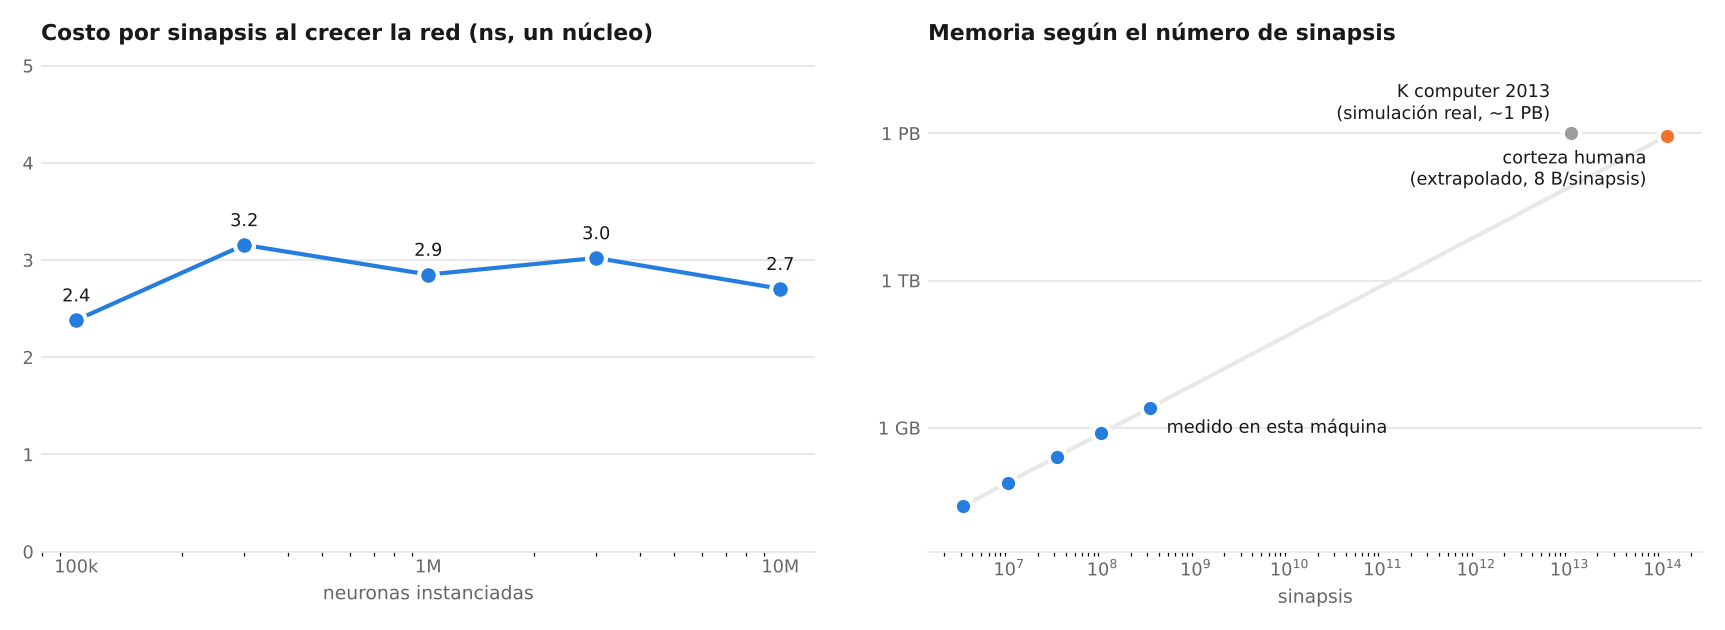 Costo por sinapsis al crecer la red (ns, un núcleo)
5
4
3
2
1
0
2.4
3.2
2.9
3.0
2.7
100k
1M
10M
neuronas instanciadas
Memoria según el número de sinapsis
K computer 2013
(simulación real, ~1 PB)
1 PB
corteza humana
(extrapolado, 8 B/sinapsis)
1 TB
1 GB
medido en esta máquina
10⁷
10⁸
10⁹
10¹⁰
10¹¹
10¹²
10¹³
10¹⁴
sinapsis